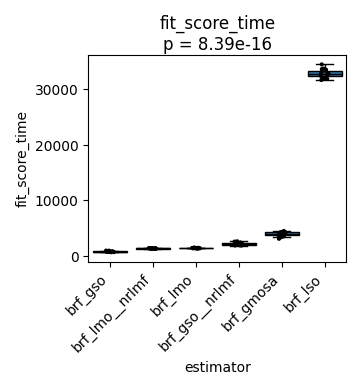 fit_score_time
p = 8.39e-16
fit_score_time
30000
20000
10000
0
brf_gso
brf_lmo__nrlmf
brf_lmo
brf_gso__nrlmf
brf_gmosa
brf_lso
estimator